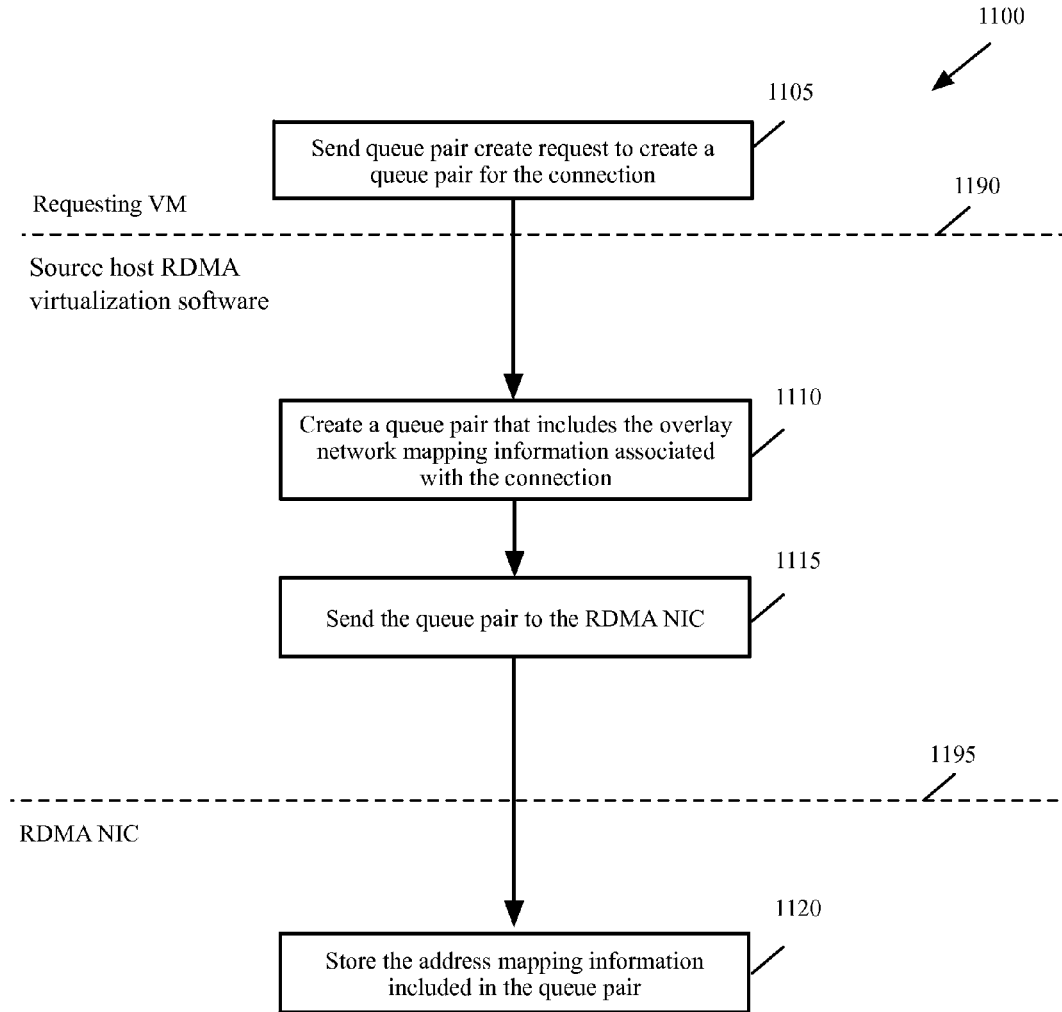 1100
1105
Send queue pair create request to create a
queue pair for the connection
Requesting VM
1190
Source host RDMA
virtualization software
1110
Create a queue pair that includes the overlay
network mapping information associated
with the connection
1115
Send the queue pair to the RDMA NIC
1195
RDMA NIC
1120
Store the address mapping information
included in the queue pair